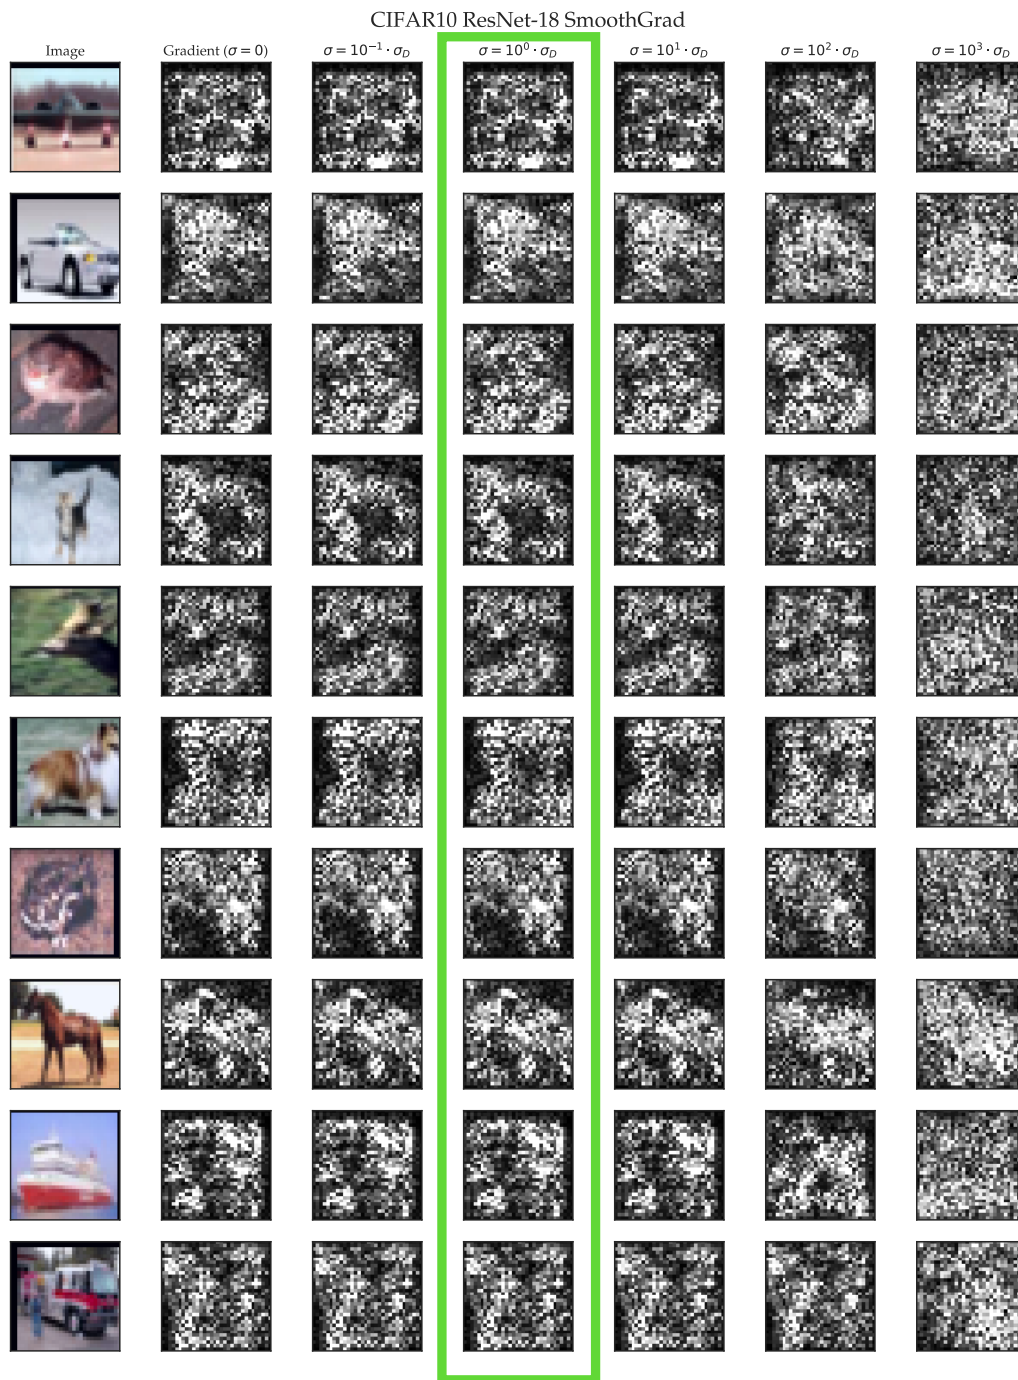 CIFAR10 ResNet-18 SmoothGrad
Image Gradient (σ = 0) σ = 10⁻¹ · σ_D σ = 10⁰ · σ_D σ = 10¹ · σ_D σ = 10² · σ_D σ = 10³ · σ_D